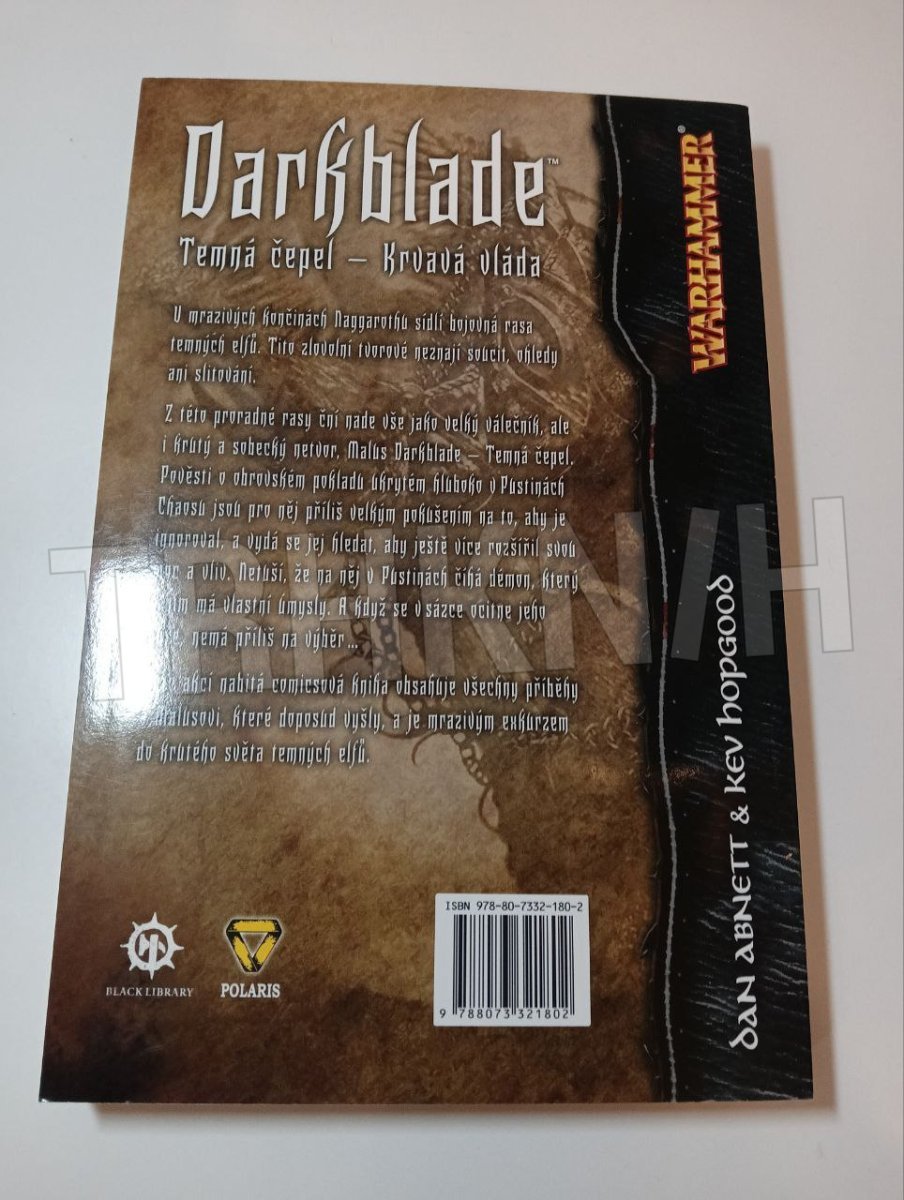 Darkblade™
Temná čepel – Krvavá vláda
V mrazivých končinách Naggarothu sídlí bojovná rasa
temných elfů. Tito zlovolní tvorové neznají soucit, ohledy
ani slitování.
Z této proradné rasy ční nade vše jako velký válečník, ale
i krutý a sobecký netvor, Malus Darkblade – Temná čepel.
Pověsti o obrovském pokladu ukrytém hluboko v Pustinách
Chaosu jsou pro něj příliš velkým pokušením na to, aby je
ignoroval, a vydá se jej hledat, aby ještě více rozšířil svou
a vliv. Netuší, že na něj v Pustinách číhá démon, který
má vlastní úmysly. A když se v sázce ocitne jeho
nemá příliš na výběr ...
akcí nabitá comicsová kniha obsahuje všechny příběhy
Malusovi, které doposud vyšly, a je mrazivým exkurzem
do krutého světa temných elfů.
WARHAMMER®
DAN ABNETT & KEV HOPGOOD
BLACK LIBRARY
POLARIS
ISBN 978-80-7332-180-2
9 788073 321802